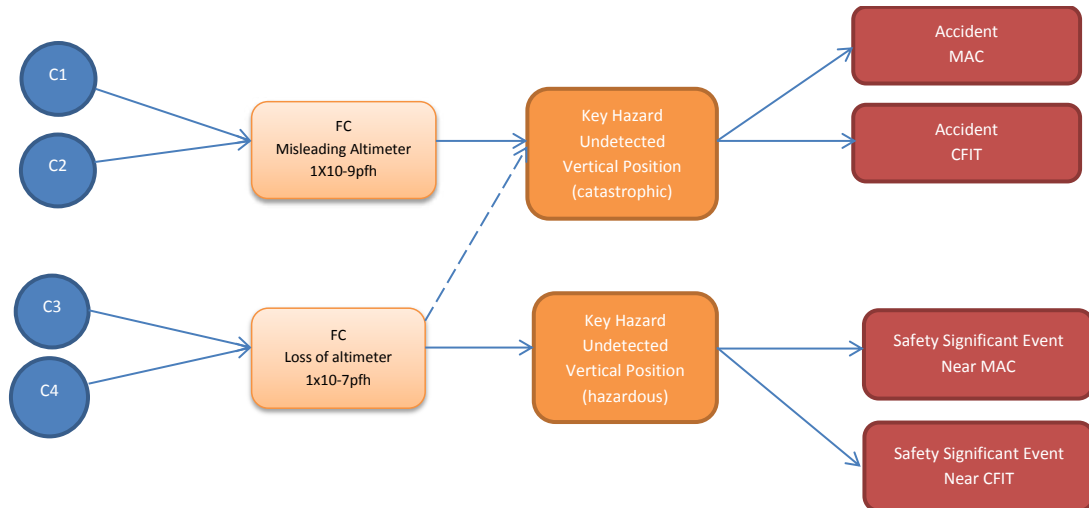 C1
C2
FC
Misleading Altimeter
1X10-9pfh
Key Hazard
Undetected
Vertical Position
(catastrophic)
Accident
MAC
Accident
CFIT
C3
C4
FC
Loss of altimeter
1x10-7pfh
Key Hazard
Undetected
Vertical Position
(hazardous)
Safety Significant Event
Near MAC
Safety Significant Event
Near CFIT